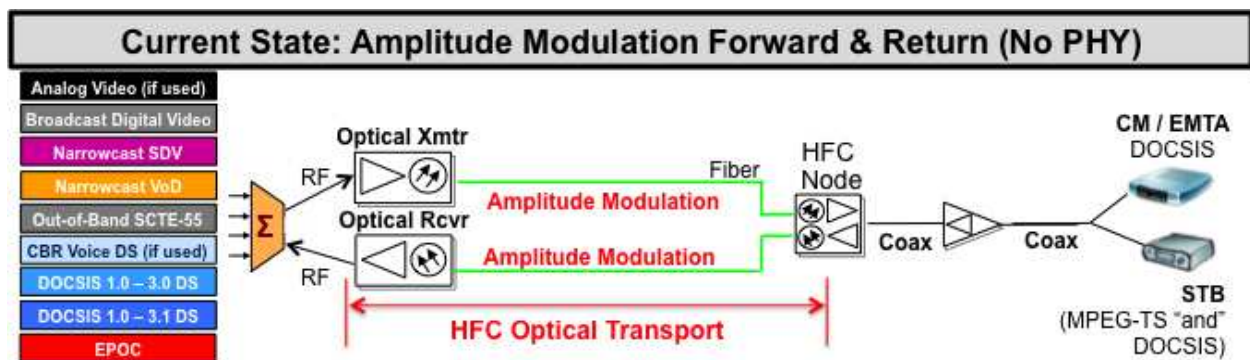 Current State: Amplitude Modulation Forward & Return (No PHY)
Analog Video (if used)
Broadcast Digital Video
Narrowcast SDV
Narrowcast VoD
Out-of-Band SCTE-55
CBR Voice DS (if used)
DOCSIS 1.0 – 3.0 DS
DOCSIS 1.0 – 3.1 DS
EPOC
Σ
RF
RF
Optical Xmtr
Optical Rcvr
Fiber
Amplitude Modulation
Amplitude Modulation
HFC Optical Transport
HFC
Node
Coax
Coax
CM / EMTA
DOCSIS
STB
(MPEG-TS “and”
DOCSIS)